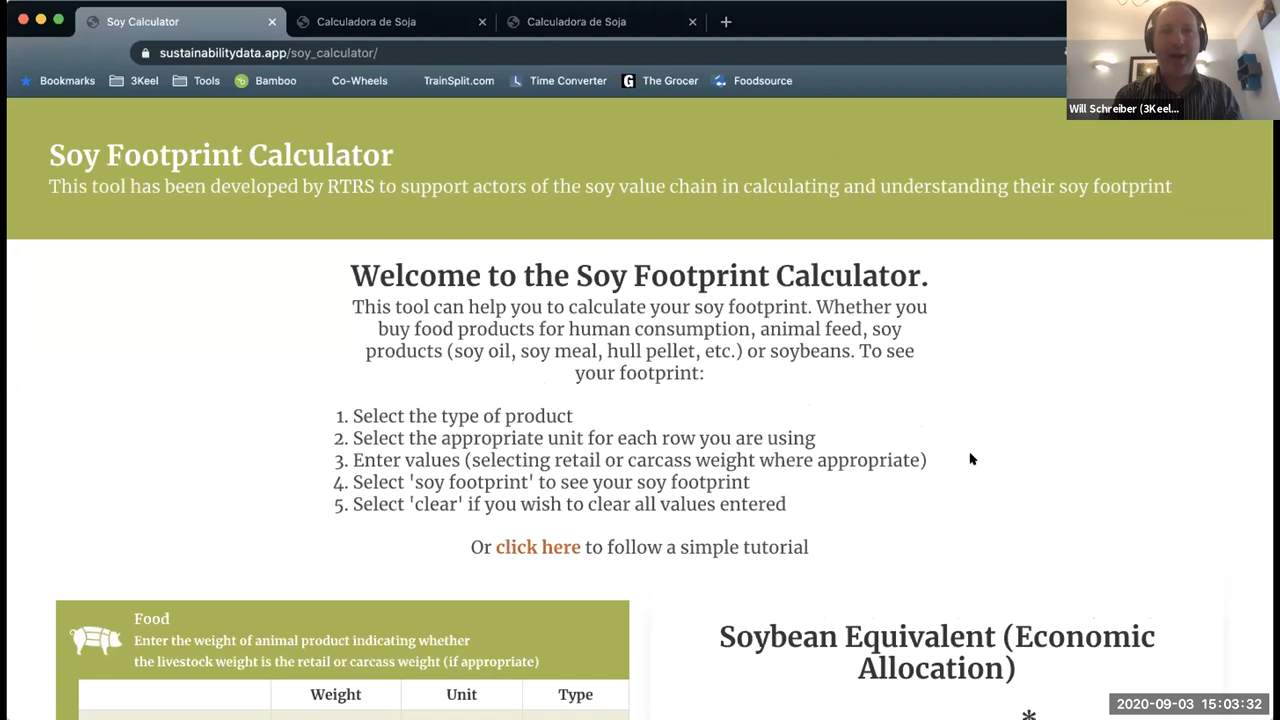 Soy Calculator
Calculadora de Soja
Calculadora de Soja
sustainabilitydata.app/soy_calculator/
Bookmarks
3Keel
Tools
Bamboo
Co-Wheels
TrainSplit.com
Time Converter
G
The Grocer
Foodsource
Will Schreiber (3Keel...
Soy Footprint Calculator
This tool has been developed by RTRS to support actors of the soy value chain in calculating and understanding their soy footprint
Welcome to the Soy Footprint Calculator.
This tool can help you to calculate your soy footprint. Whether you
buy food products for human consumption, animal feed, soy
products (soy oil, soy meal, hull pellet, etc.) or soybeans. To see
your footprint:
1. Select the type of product
2. Select the appropriate unit for each row you are using
3. Enter values (selecting retail or carcass weight where appropriate)
4. Select 'soy footprint' to see your soy footprint
5. Select 'clear' if you wish to clear all values entered
Or click here to follow a simple tutorial
Food
Enter the weight of animal product indicating whether
the livestock weight is the retail or carcass weight (if appropriate)
Weight Unit Type
Soybean Equivalent (Economic
Allocation)
*
2020-09-03 15:03:32